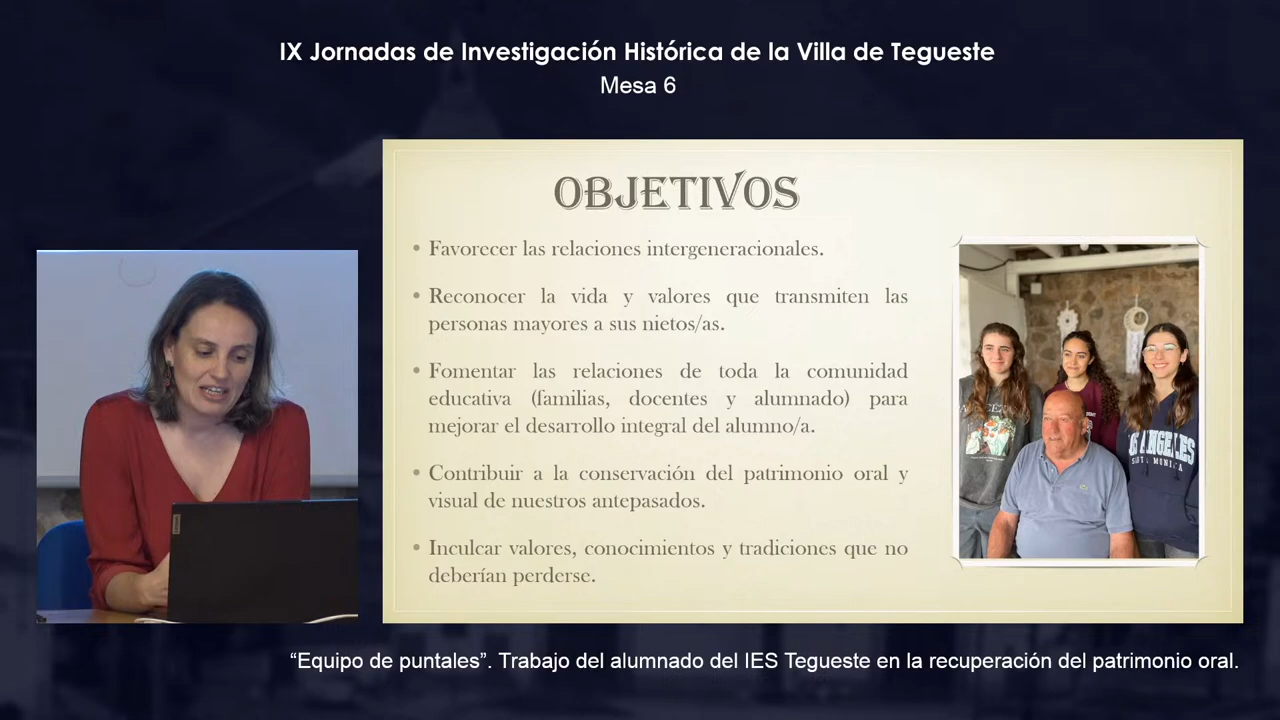 IX Jornadas de Investigación Histórica de la Villa de Tegueste
Mesa 6
OBJETIVOS
• Favorecer las relaciones intergeneracionales.
• Reconocer la vida y valores que transmiten las
personas mayores a sus nietos/as.
• Fomentar las relaciones de toda la comunidad
educativa (familias, docentes y alumnado) para
mejorar el desarrollo integral del alumno/a.
• Contribuir a la conservación del patrimonio oral y
visual de nuestros antepasados.
• Inculcar valores, conocimientos y tradiciones que no
deberían perderse.
“Equipo de puntales”. Trabajo del alumnado del IES Tegueste en la recuperación del patrimonio oral.